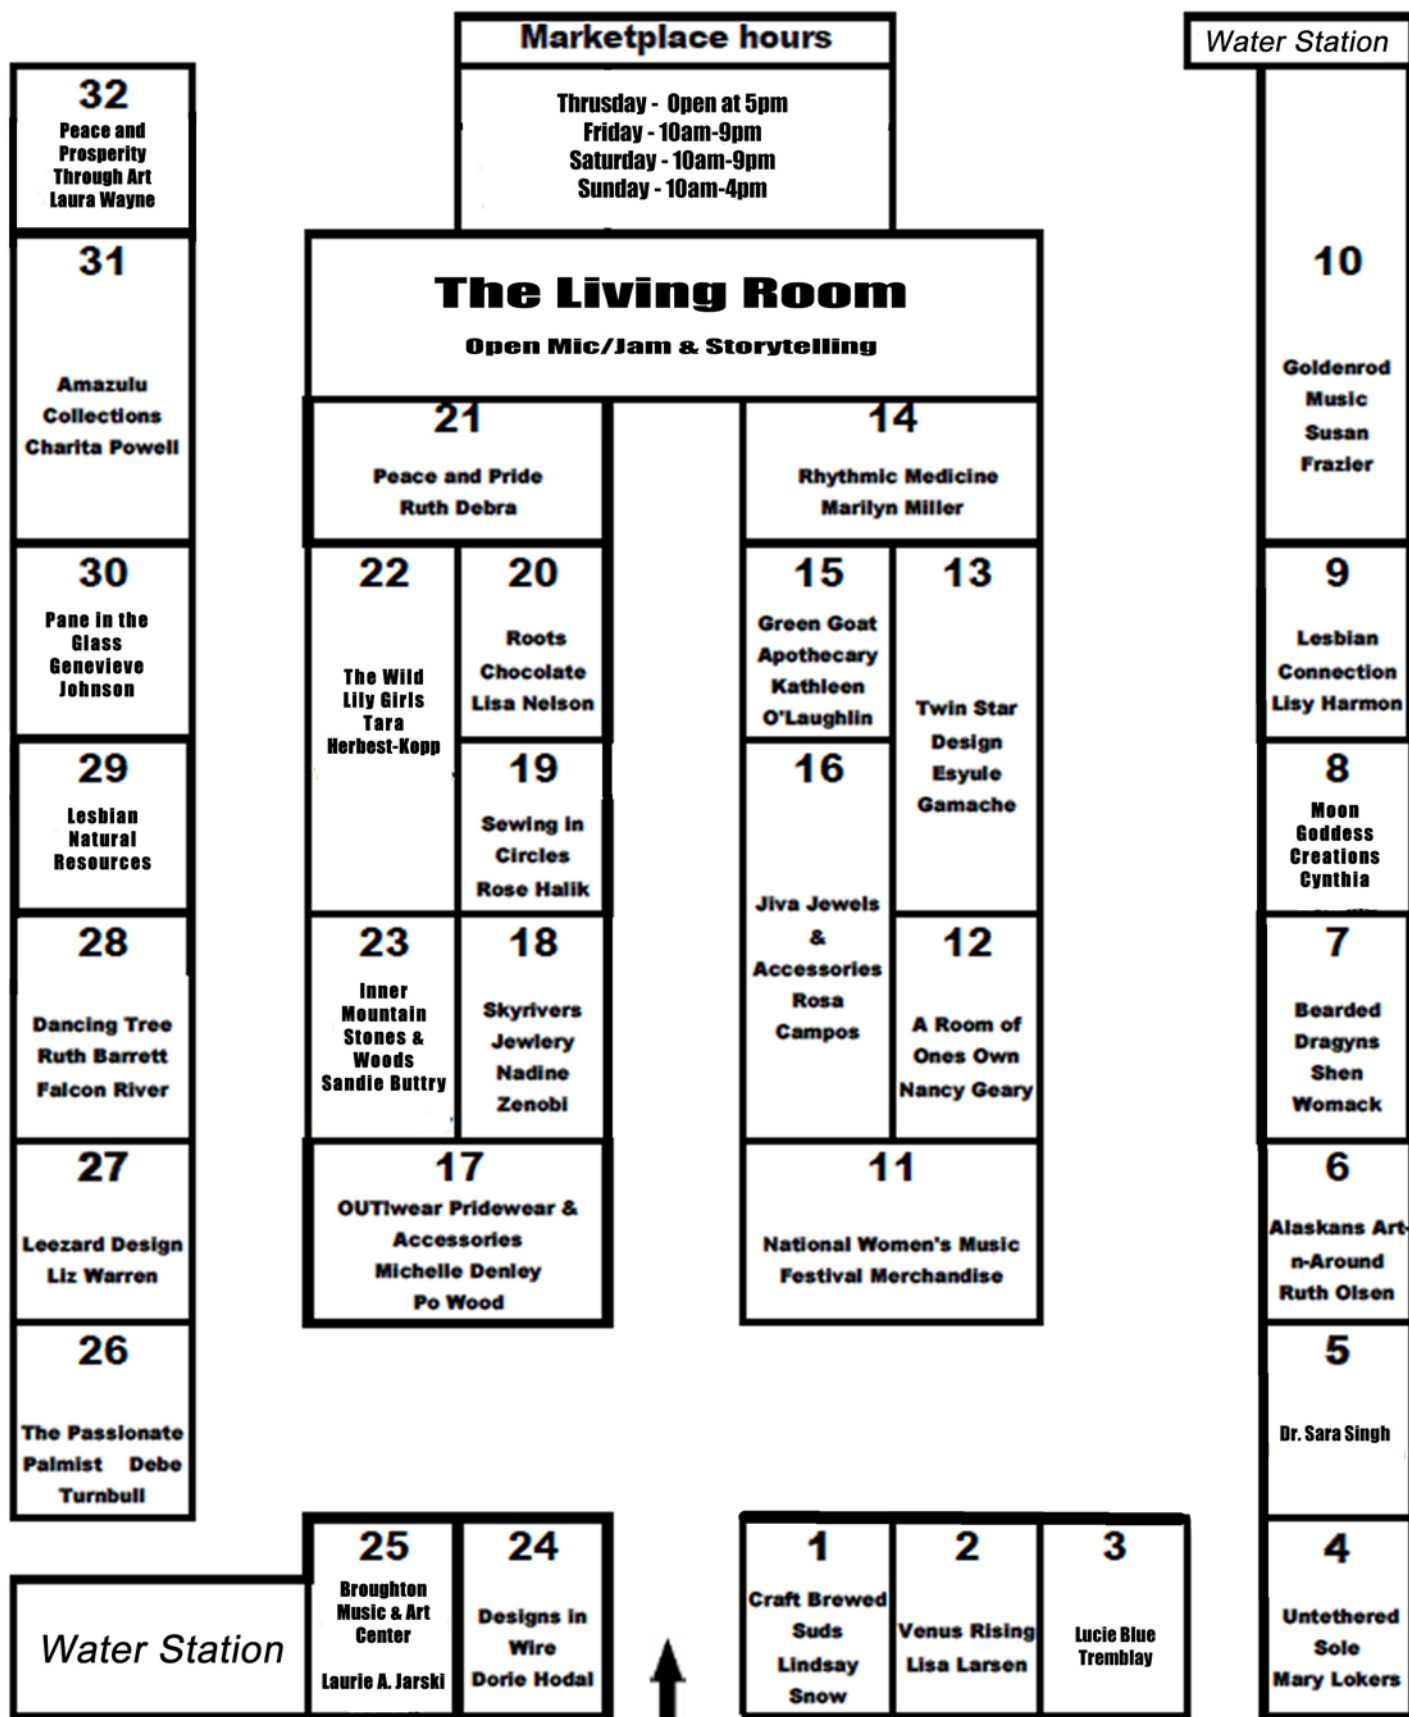 Marketplace hours
Thrusday - Open at 5pm
Friday - 10am-9pm
Saturday - 10am-9pm
Sunday - 10am-4pm
Water Station
32
Peace and
Prosperity
Through Art
Laura Wayne
31
Amazulu
Collections
Charita Powell
30
Pane in the
Glass
Genevieve
Johnson
29
Lesbian
Natural
Resources
28
Dancing Tree
Ruth Barrett
Falcon River
27
Leezard Design
Liz Warren
26
The Passionate
Palmist Debe
Turnbull
The Living Room
Open Mic/Jam & Storytelling
21
Peace and Pride
Ruth Debra
22
The Wild
Lily Girls
Tara
Herbest-Kopp
20
Roots
Chocolate
Lisa Nelson
19
Sewing in
Circles
Rose Halik
23
Inner
Mountain
Stones &
Woods
Sandie Buttry
18
Skyrivers
Jewlery
Nadine
Zenobi
17
OUT!wear Pridewear &
Accessories
Michelle Denley
Po Wood
14
Rhythmic Medicine
Marilyn Miller
15
Green Goat
Apothecary
Kathleen
O'Laughlin
13
Twin Star
Design
Esyule
Gamache
16
Jiva Jewels
&
Accessories
Rosa
Campos
12
A Room of
Ones Own
Nancy Geary
11
National Women's Music
Festival Merchandise
10
Goldenrod
Music
Susan
Frazier
9
Lesbian
Connection
Lisy Harmon
8
Moon
Goddess
Creations
Cynthia
7
Bearded
Dragyns
Shen
Womack
6
Alaskans Art-
n-Around
Ruth Olsen
5
Dr. Sara Singh
4
Untethered
Sole
Mary Lokers
Water Station
25
Broughton
Music & Art
Center
Laurie A. Jarski
24
Designs in
Wire
Dorie Hodal
1
Craft Brewed
Suds
Lindsay
Snow
2
Venus Rising
Lisa Larsen
3
Lucie Blue
Tremblay